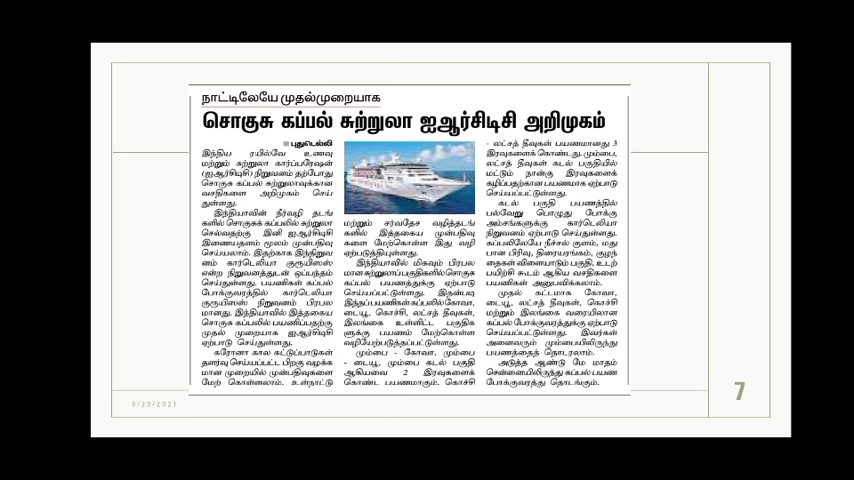 நாட்டிலேயே முதல்முறையாக
சொகுசு கப்பல் சுற்றுலா ஐஆர்சிடிசி அறிமுகம்
புதுடெல்லி
இந்திய ரயில்வே உணவு
மற்றும் சுற்றுலா கார்ப்பரேஷன்
(ஐஆர்சிடிசி) நிறுவனம் தற்போது
சொகுசு கப்பல் சுற்றுலாவுக்கான
வசதிகளை அறிமுகம் செய்
துள்ளது.
இந்தியாவின் நீர்வழி தடங்
களில் சொகுசுக் கப்பலில் சுற்றுலா
செல்வதற்கு இனி ஐஆர்சிடிசி
இணையதளம் மூலம் முன்பதிவு
செய்யலாம். இதற்காக இந்நிறுவ
னம் கார்டெலியா குரூயிஸஸ்
என்ற நிறுவனத்துடன் ஒப்பந்தம்
செய்துள்ளது. பயணிகள் கப்பல்
போக்குவரத்தில் கார்டெலியா
குரூயிஸஸ் நிறுவனம் பிரபல
மானது. இந்தியாவில் இத்தகைய
சொகுசு கப்பலில் பயணிப்பதற்கு
முதல் முறையாக ஐஆர்சிடிசி
ஏற்பாடு செய்துள்ளது.
கரோனா கால கட்டுப்பாடுகள்
தளர்வு செய்யப்பட்ட பிறகு வழக்க
மான முறையில் முன்பதிவுகளை
மேற் கொள்ளலாம். உள்நாட்டு
மற்றும் சர்வதேச வழித்தடங்
களில் இத்தகைய முன்பதிவு
களை மேற்கொள்ள இது வழி
ஏற்படுத்தியுள்ளது.
இந்தியாவில் மிகவும் பிரபல
மான சுற்றுலாப் பகுதிகளில் சொகுசு
கப்பல் பயணத்துக்கு ஏற்பாடு
செய்யப்பட்டுள்ளது. இதன்படி
இந்தப் பயணிகள் கப்பலில் கோவா,
டையூ, கொச்சி, லட்சத் தீவுகள்,
இலங்கை உள்ளிட்ட பகுதிக
ளுக்கு பயணம் மேற்கொள்ள
வழியேற்படுத்தப்பட்டுள்ளது.
மும்பை - கோவா, மும்பை
- டையூ, மும்பை கடல் பகுதி
ஆகியவை 2 இரவுகளைக்
கொண்ட பயணமாகும். கொச்சி
- லட்சத் தீவுகள் பயணமானது 3
இரவுகளைக் கொண்டது. மும்பை,
லட்சத் தீவுகள் கடல் பகுதியில்
மட்டும் நான்கு இரவுகளைக்
கழிப்பதற்கான பயணமாக ஏற்பாடு
செய்யப்பட்டுள்ளது.
கடல் பகுதி பயணத்தில்
பல்வேறு பொழுது போக்கு
அம்சங்களுக்கு கார்டெலியா
நிறுவனம் ஏற்பாடு செய்துள்ளது.
கப்பலிலேயே நீச்சல் குளம், மது
பான பிரிவு, திரையரங்கம், குழந்
தைகள் விளையாடும் பகுதி, உடற்
பயிற்சி கூடம் ஆகிய வசதிகளை
பயணிகள் அனுபவிக்கலாம்.
முதல் கட்டமாக கோவா,
டையூ, லட்சத் தீவுகள், கொச்சி
மற்றும் இலங்கை வரையிலான
கப்பல் போக்குவரத்துக்கு ஏற்பாடு
செய்யப்பட்டுள்ளது. இவர்கள்
அனைவரும் மும்பையிலிருந்து
பயணத்தைத் தொடரலாம்.
அடுத்த ஆண்டு மே மாதம்
சென்னையிலிருந்து கப்பல் பயண
போக்குவரத்து தொடங்கும்.
9/20/2021
7